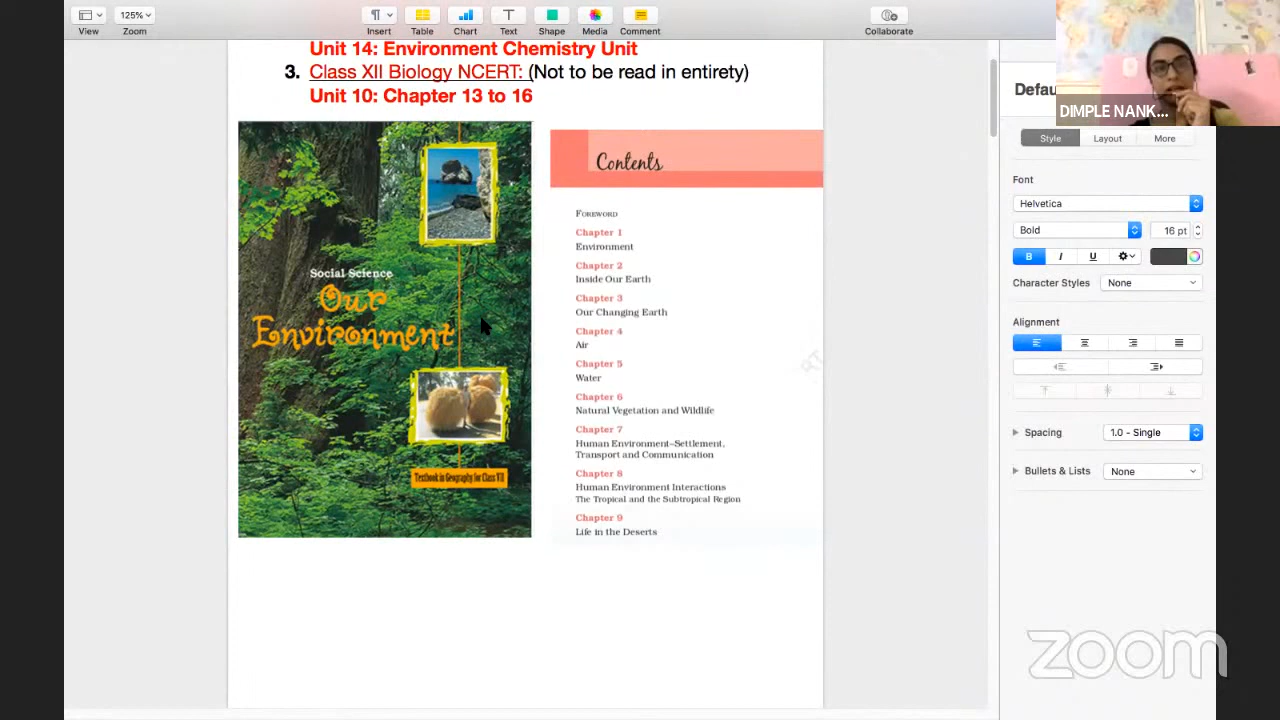 125%
View
Zoom
Insert
Table
Chart
Text
Shape
Media
Comment
Collaborate
Unit 14: Environment Chemistry Unit
3. Class XII Biology NCERT: (Not to be read in entirety)
Unit 10: Chapter 13 to 16
Social Science
Our
Environment
Textbook in Geography for Class VII
Contents
FOREWORD
Chapter 1
Environment
Chapter 2
Inside Our Earth
Chapter 3
Our Changing Earth
Chapter 4
Air
Chapter 5
Water
Chapter 6
Natural Vegetation and Wildlife
Chapter 7
Human Environment–Settlement,
Transport and Communication
Chapter 8
Human Environment Interactions
The Tropical and the Subtropical Region
Chapter 9
Life in the Deserts
DIMPLE NANK...
Defau
Style
Layout
More
Font
Helvetica
Bold
16 pt
B I U
Character Styles
None
Alignment
Spacing
1.0 - Single
Bullets & Lists
None
zoom